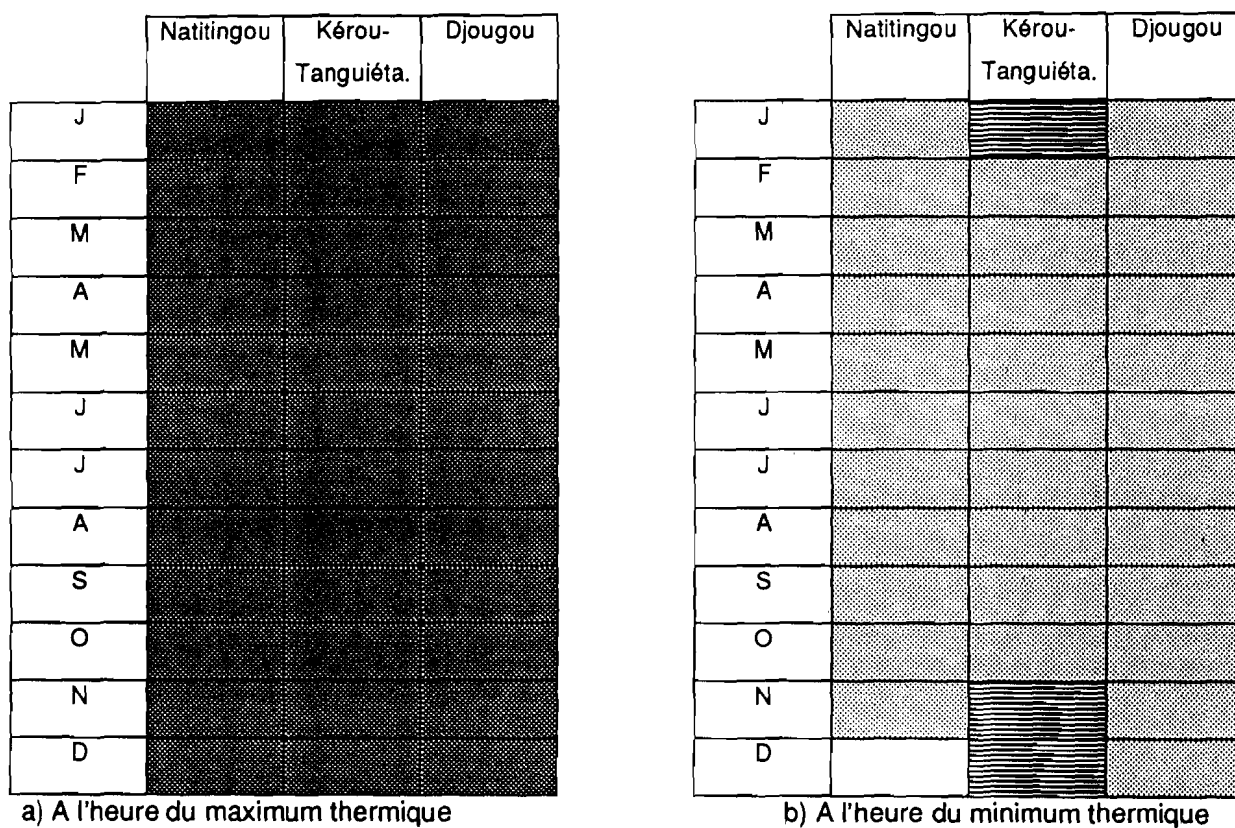 Natitingou Kérou- Djougou
Tanguiéta.
J
F
M
A
M
J
J
A
S
O
N
D
a) A l'heure du maximum thermique
Natitingou Kérou- Djougou
Tanguiéta.
J
F
M
A
M
J
J
A
S
O
N
D
b) A l'heure du minimum thermique